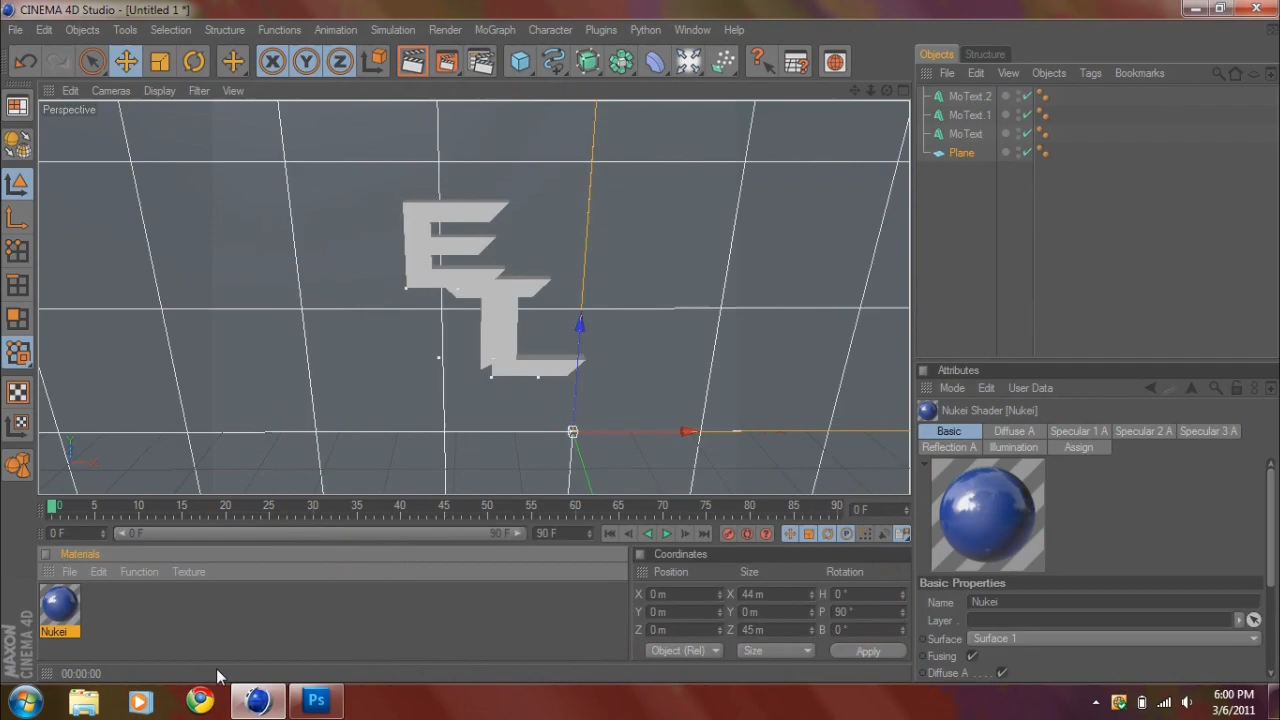 CINEMA 4D Studio - [Untitled 1 *]
File Edit Objects Tools Selection Structure Functions Animation Simulation Render MoGraph Character Plugins Python Window Help
Objects Structure
File Edit View Objects Tags Bookmarks
Edit Cameras Display Filter View
Perspective
MoText.2
MoText.1
MoText
Plane
EL
Y
X
Attributes
Mode Edit User Data
Nukei Shader [Nukei]
Basic Diffuse A Specular 1 A Specular 2 A Specular 3 A
Reflection A Illumination Assign
0 5 10 15 20 25 30 35 40 45 50 55 60 65 70 75 80 85 90 0 F
0 F 0 F 90 F 90 F
Materials
File Edit Function Texture
Nukei
Coordinates
Position Size Rotation
X 0 m X 44 m H 0 °
Y 0 m Y 0 m P 90 °
Z 0 m Z 45 m B 0 °
Object (Rel) Size Apply
Basic Properties
Name Nukei
Layer .
Surface Surface 1
Fusing
Diffuse A . . . .
MAXON
CINEMA 4D
00:00:00
Ps
6:00 PM
3/6/2011